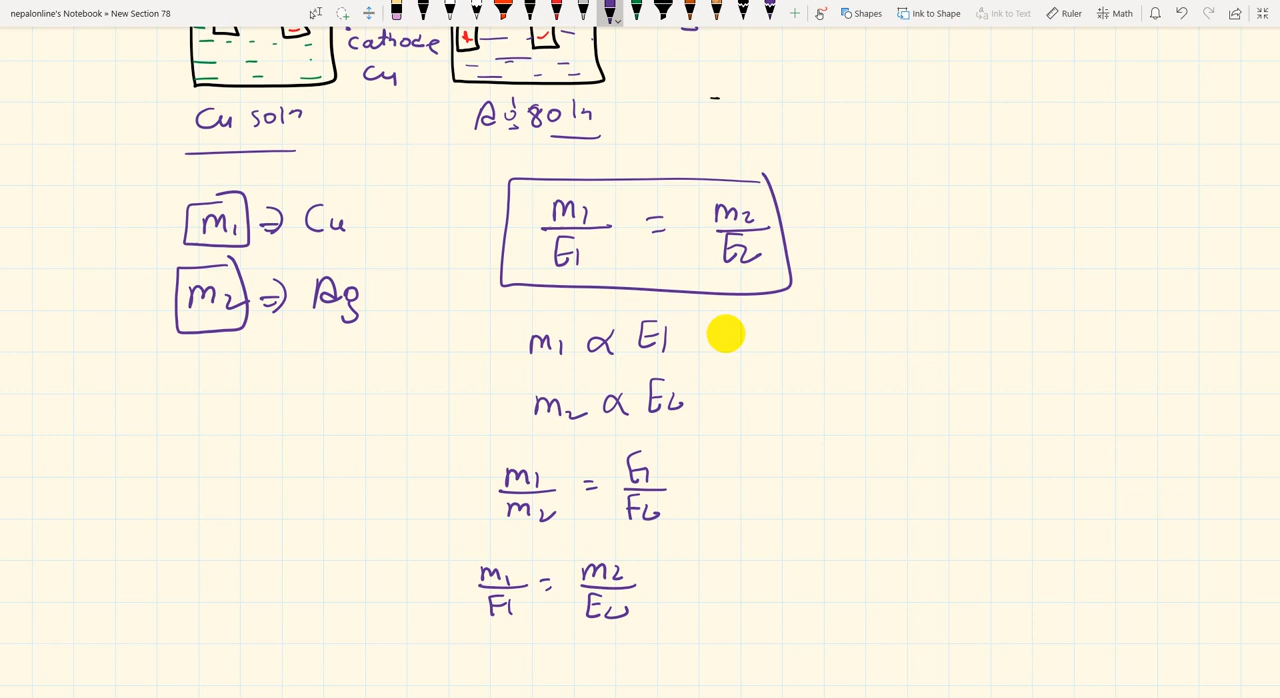 nepalonline's Notebook » New Section 78
Shapes Ink to Shape Ink to Text Ruler Math
cathode
Cu
Cu soln
Ag soln
m1 ⇒ Cu
m2 ⇒ Ag
m1/E1 = m2/E2
m1 ∝ E1
m2 ∝ E2
m1/m2 = E1/E2
m1/E1 = m2/E2